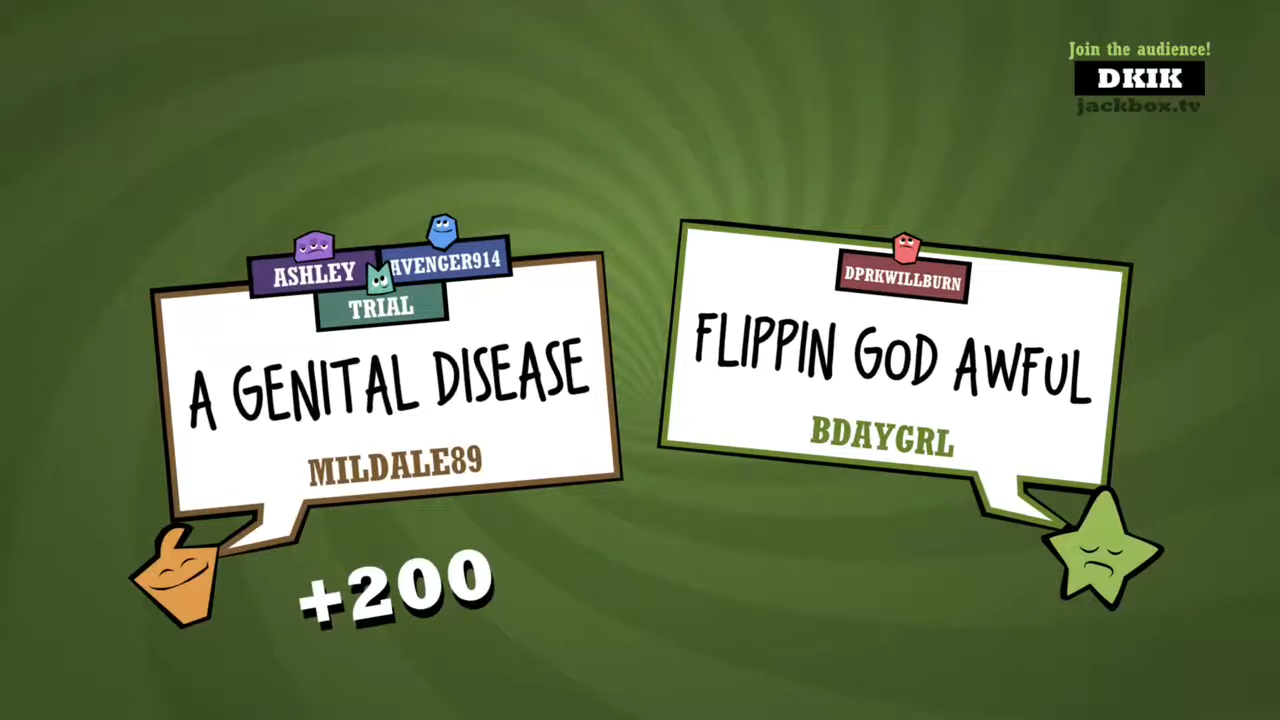 Join the audience!
DKIK
jackbox.tv
ASHLEY
AVENGER914
TRIAL
A GENITAL DISEASE
MILDALE89
+200
DPRKWILLBURN
FLIPPIN GOD AWFUL
BDAYGRL